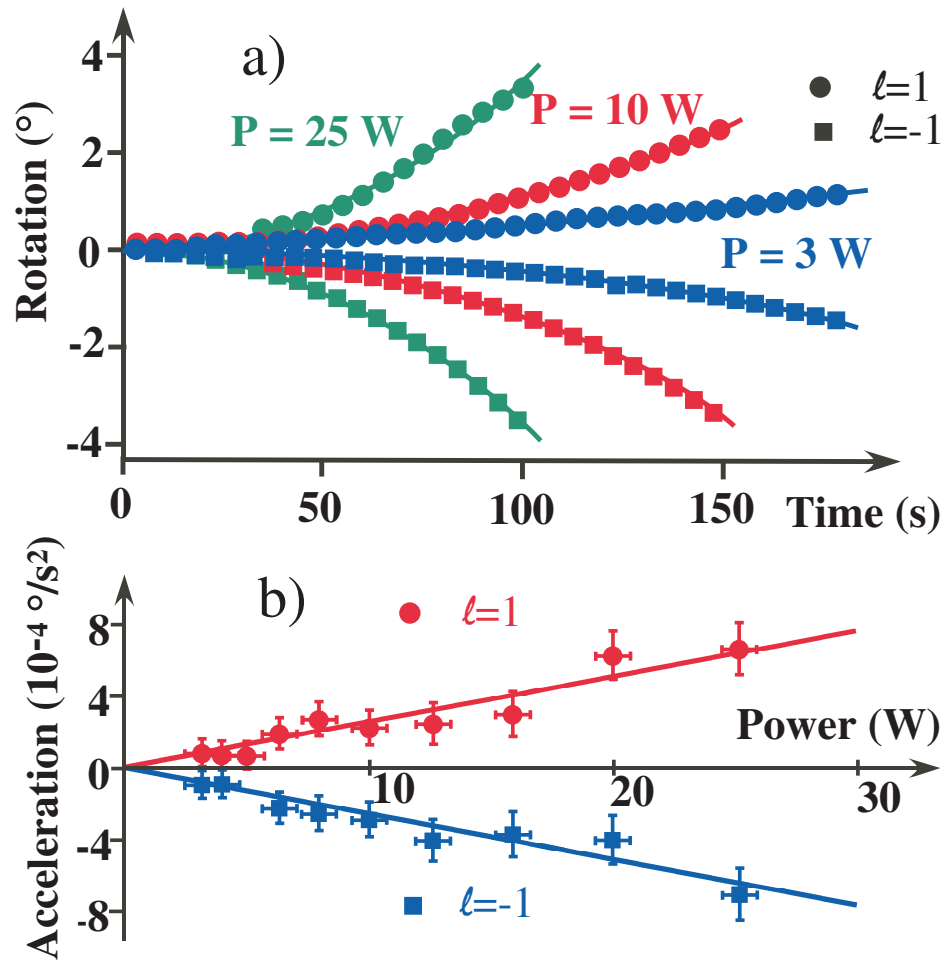 a)
4
2
0
-2
-4
Rotation (°)
P = 25 W
P = 10 W
P = 3 W
ℓ=1
ℓ=-1
0
50
100
150
Time (s)
b)
8
4
0
-4
-8
Acceleration (10⁻⁴ °/s²)
ℓ=1
Power (W)
10
20
30
ℓ=-1